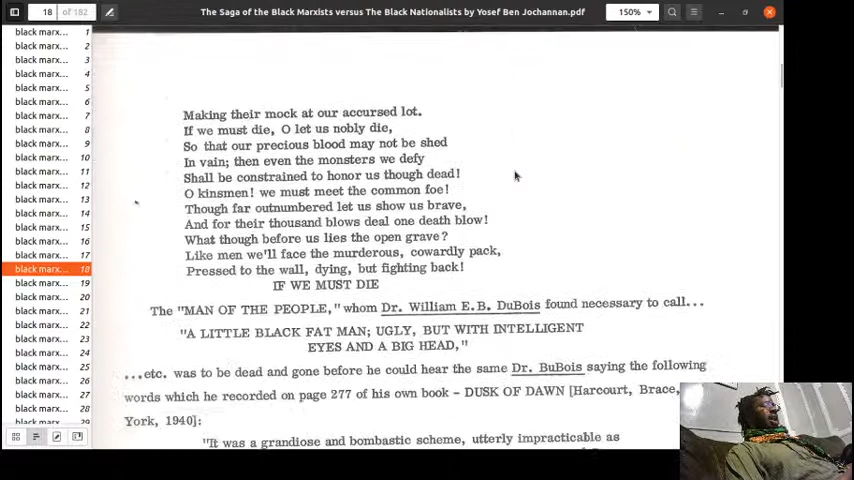 18 of 182
The Saga of the Black Marxists versus The Black Nationalists by Yosef Ben Jochannan.pdf
150%
black marx... 1
black marx... 2
black marx... 3
black marx... 4
black marx... 5
black marx... 6
black marx... 7
black marx... 8
black marx... 9
black marx... 10
black marx... 11
black marx... 12
black marx... 13
black marx... 14
black marx... 15
black marx... 16
black marx... 17
black marx... 18
black marx... 19
black marx... 20
black marx... 21
black marx... 22
black marx... 23
black marx... 24
black marx... 25
black marx... 26
black marx... 27
black marx... 28
black marx... 29
Making their mock at our accursed lot.
If we must die, O let us nobly die,
So that our precious blood may not be shed
In vain; then even the monsters we defy
Shall be constrained to honor us though dead!
O kinsmen! we must meet the common foe!
Though far outnumbered let us show us brave,
And for their thousand blows deal one death blow!
What though before us lies the open grave?
Like men we'll face the murderous, cowardly pack,
Pressed to the wall, dying, but fighting back!
IF WE MUST DIE
The "MAN OF THE PEOPLE," whom Dr. William E.B. DuBois found necessary to call...
"A LITTLE BLACK FAT MAN; UGLY, BUT WITH INTELLIGENT
EYES AND A BIG HEAD,"
...etc. was to be dead and gone before he could hear the same Dr. BuBois saying the following
words which he recorded on page 277 of his own book - DUSK OF DAWN [Harcourt, Brace,
York, 1940]:
"It was a grandiose and bombastic scheme, utterly impracticable as